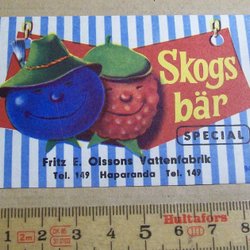 Skogs
bär
SPECIAL
Fritz E. Olssons Vattenfabrik
Tel. 149 Haparanda Tel. 149
Hultafors
1 2 3 4 5 6 7 8 9